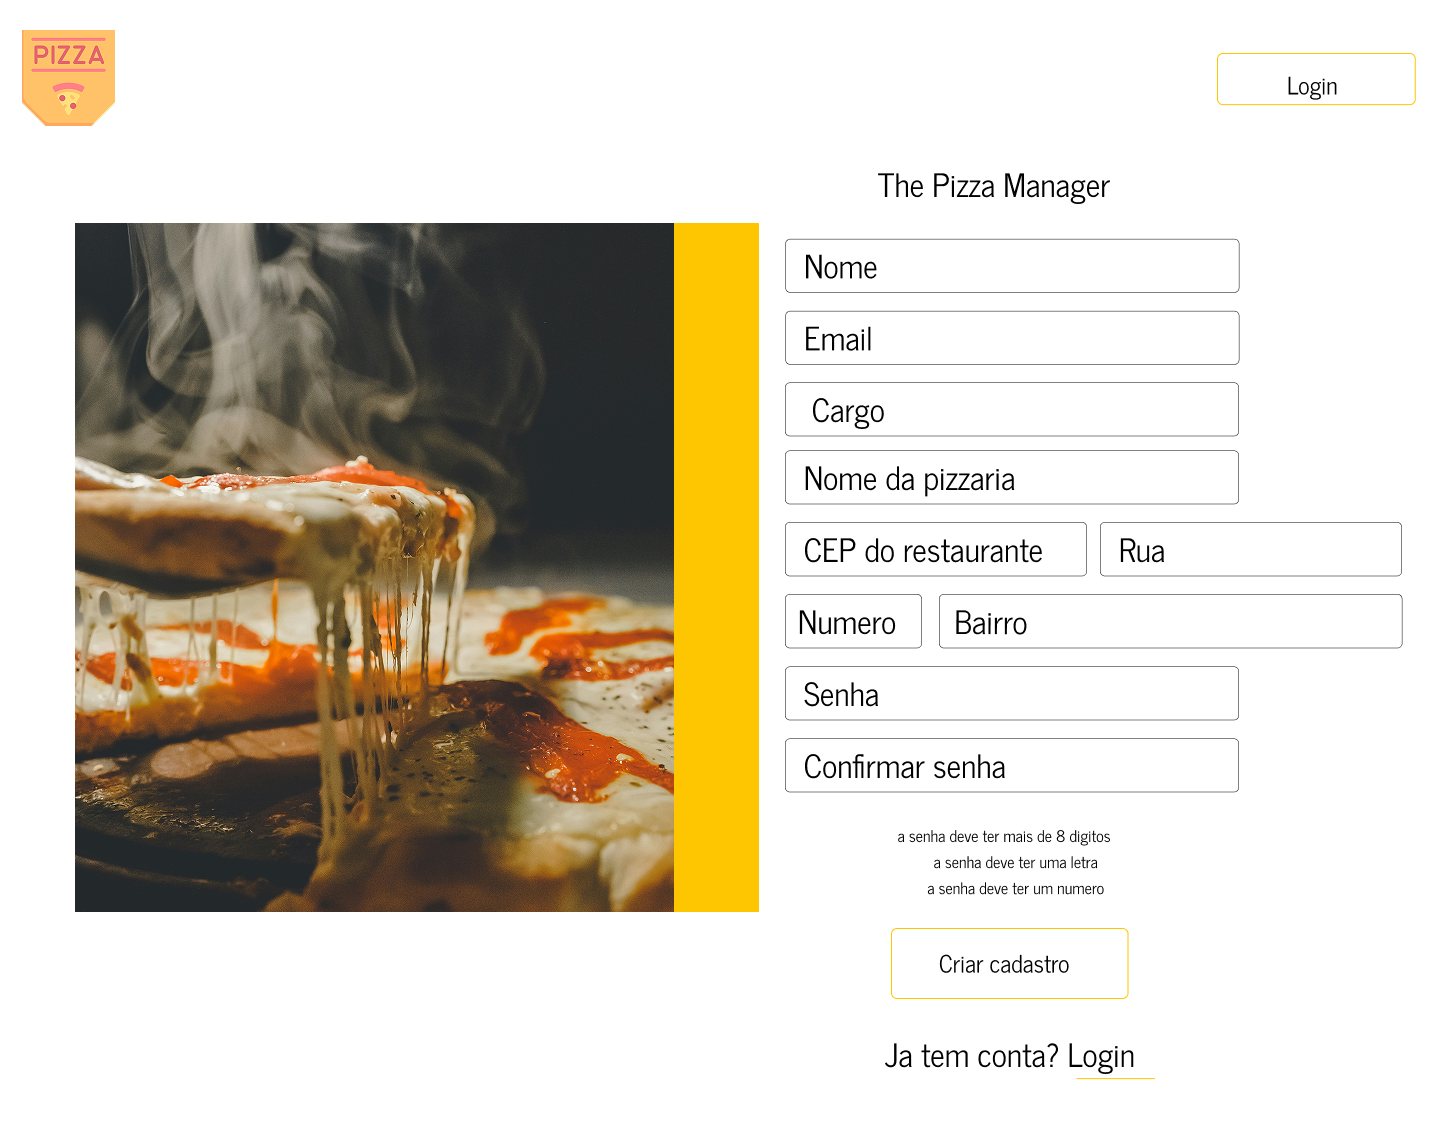 PIZZA
Login
The Pizza Manager
Nome
Email
Cargo
Nome da pizzaria
CEP do restaurante
Rua
Numero
Bairro
Senha
Confirmar senha
a senha deve ter mais de 8 digitos
a senha deve ter uma letra
a senha deve ter um numero
Criar cadastro
Ja tem conta? Login